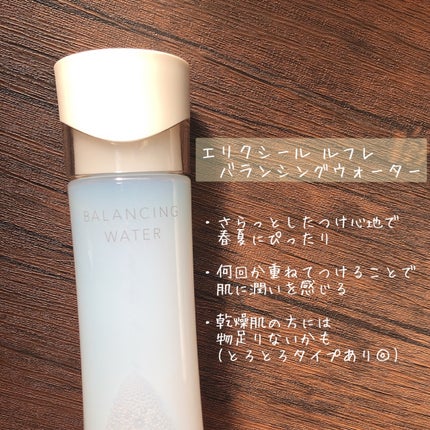 エリクシール ルフレ
バランシングウォーター
BALANCING
WATER
・さらっとしたつけ心地で
春夏にぴったり
・何回か重ねてつけることで
肌に潤いを感じる
・乾燥肌の方には
物足りないかも
(とろとろタイプあり◎)